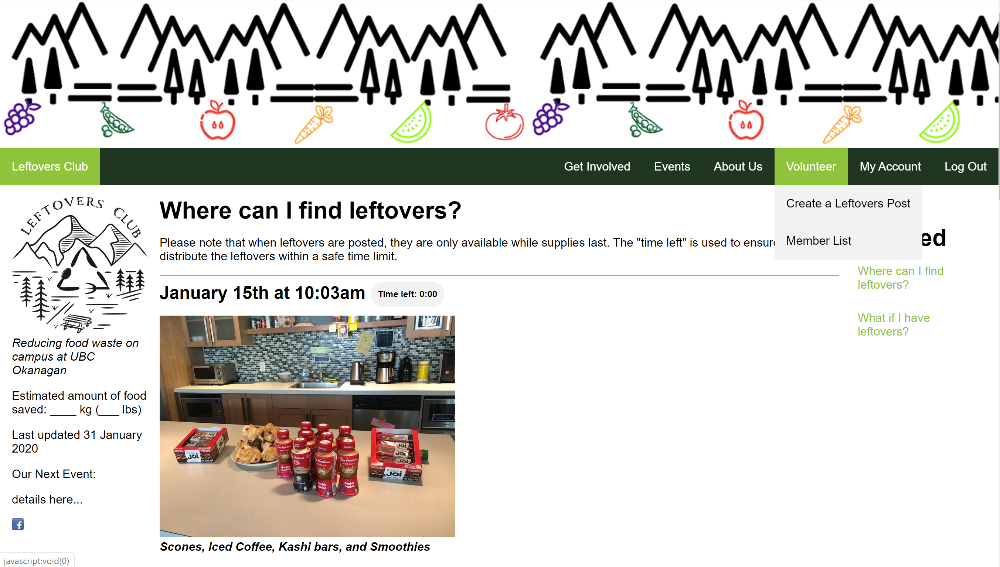 Leftovers Club
Get Involved
Events
About Us
Volunteer
My Account
Log Out
Create a Leftovers Post
Member List
LEFTOVERS CLUB
Reducing food waste on
campus at UBC
Okanagan
Estimated amount of food
saved: ____ kg (___ lbs)
Last updated 31 January
2020
Our Next Event:
details here...
Where can I find leftovers?
Please note that when leftovers are posted, they are only available while supplies last. The "time left" is used to
distribute the leftovers within a safe time limit.
January 15th at 10:03am
Time left: 0:00
Kashi
JOI
Tim Hortons
ICED CAPP
double double
Tim Hortons
double double
Tim Hortons
double double
NOUVEAU
Kashi
JOI
Scones, Iced Coffee, Kashi bars, and Smoothies
Where can I find
leftovers?
What if I have
leftovers?
javascript:void(0)